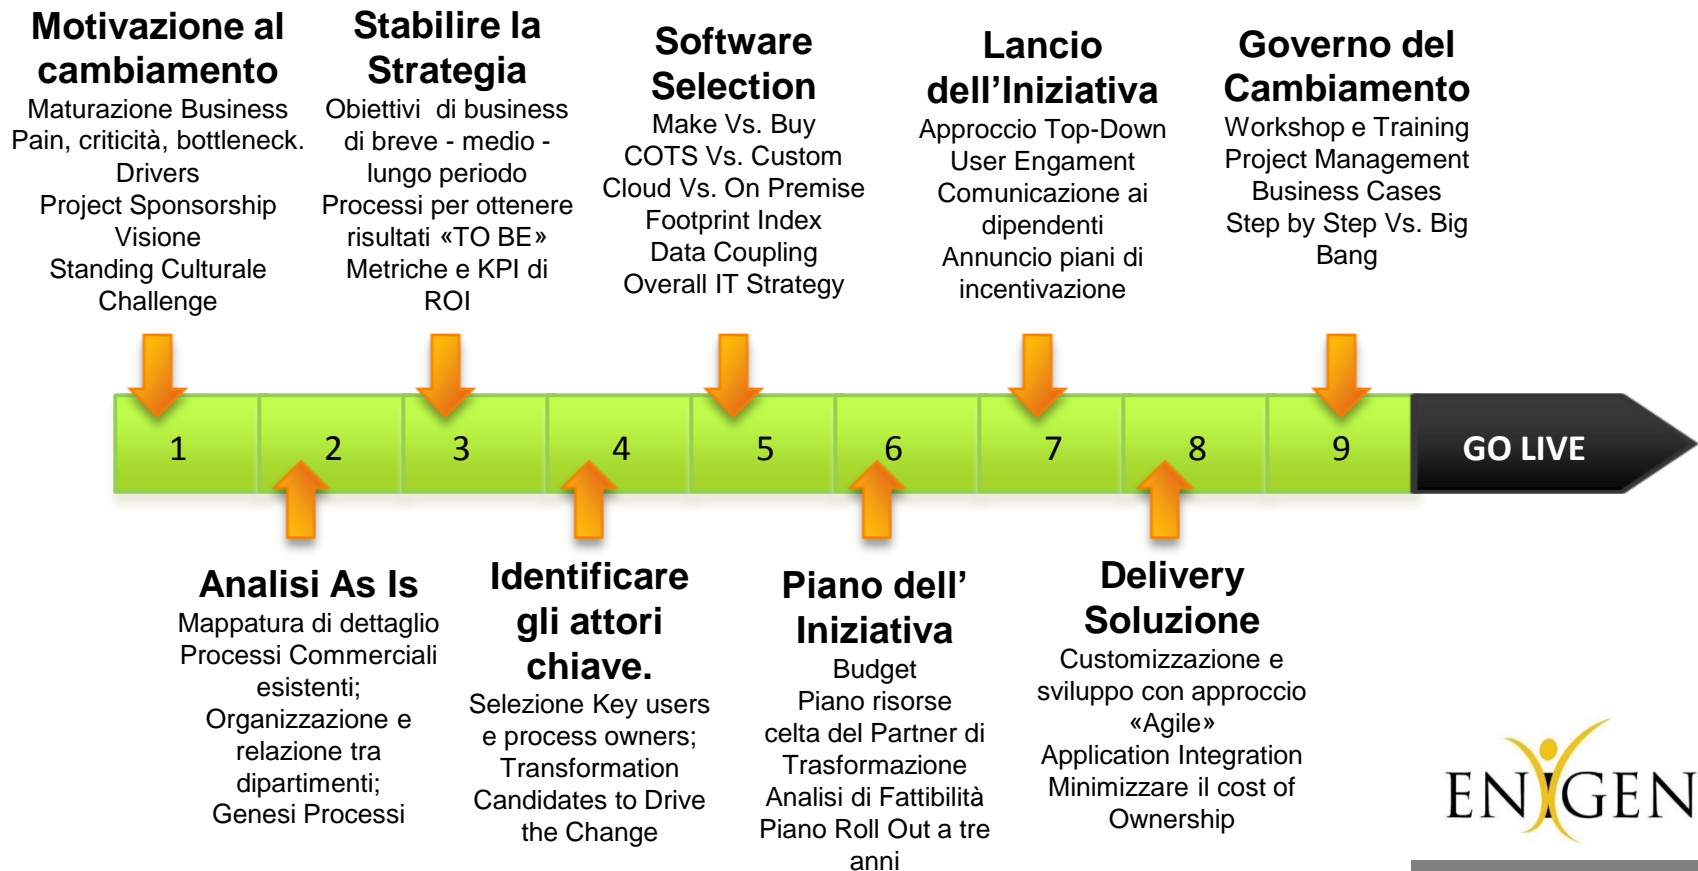 Motivazione al
cambiamento
Maturazione Business
Pain, criticità, bottleneck.
Drivers
Project Sponsorship
Visione
Standing Culturale
Challenge
Stabilire la
Strategia
Obiettivi di business
di breve - medio -
lungo periodo
Processi per ottenere
risultati «TO BE»
Metriche e KPI di
ROI
Software
Selection
Make Vs. Buy
COTS Vs. Custom
Cloud Vs. On Premise
Footprint Index
Data Coupling
Overall IT Strategy
Lancio
dell’Iniziativa
Approccio Top-Down
User Engament
Comunicazione ai
dipendenti
Annuncio piani di
incentivazione
Governo del
Cambiamento
Workshop e Training
Project Management
Business Cases
Step by Step Vs. Big
Bang
1 2 3 4 5 6 7 8 9 GO LIVE
Analisi As Is
Mappatura di dettaglio
Processi Commerciali
esistenti;
Organizzazione e
relazione tra
dipartimenti;
Genesi Processi
Identificare
gli attori
chiave.
Selezione Key users
e process owners;
Transformation
Candidates to Drive
the Change
Piano dell’
Iniziativa
Budget
Piano risorse
celta del Partner di
Trasformazione
Analisi di Fattibilità
Piano Roll Out a tre
anni
Delivery
Soluzione
Customizzazione e
sviluppo con approccio
«Agile»
Application Integration
Minimizzare il cost of
Ownership
ENIGEN